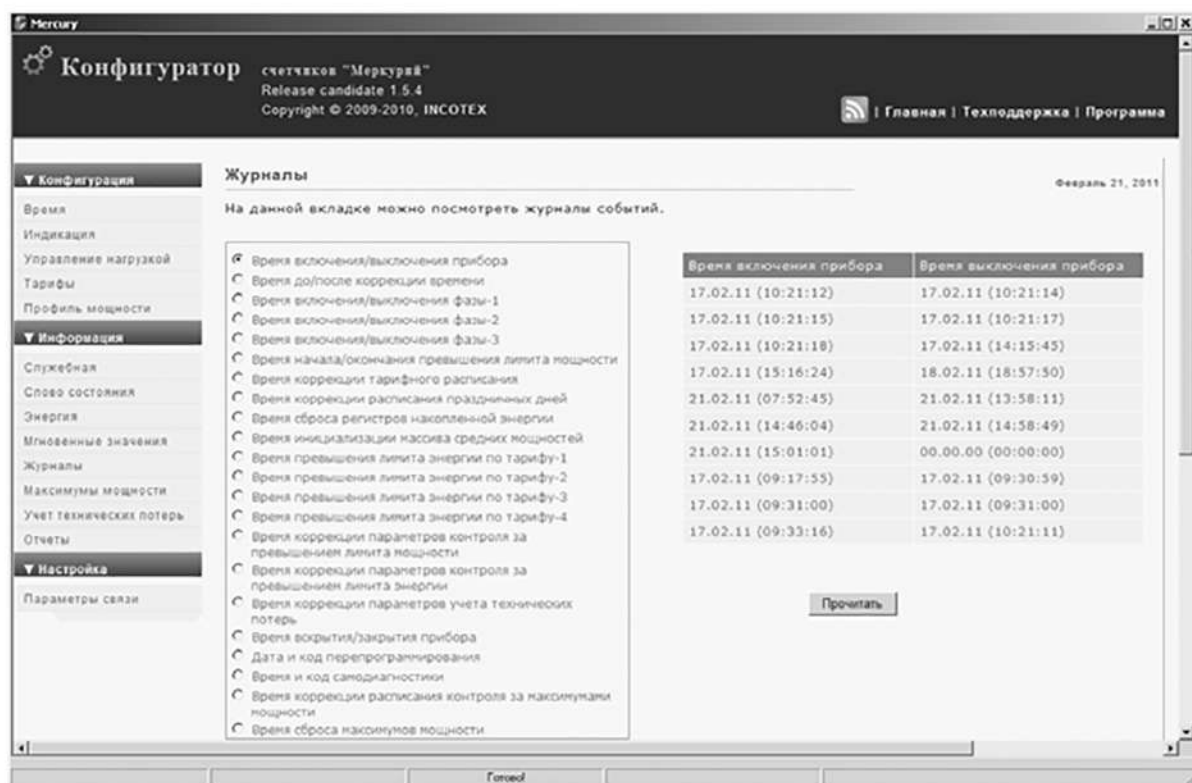 Mercury
Конфигуратор счетчиков "Меркурий"
Release candidate 1.5.4
Copyright © 2009-2010, INCOTEX
| Главная | Техподдержка | Программа
▼ Конфигурация
Время
Индикация
Управление нагрузкой
Тарифы
Профиль мощности
▼ Информация
Служебная
Слово состояния
Энергия
Мгновенные значения
Журналы
Максимумы мощности
Учет технических потерь
Отчеты
▼ Настройка
Параметры связи
Журналы
Февраль 21, 2011
На данной вкладке можно посмотреть журналы событий.
Время включения/выключения прибора
Время до/после коррекции времени
Время включения/выключения фазы-1
Время включения/выключения фазы-2
Время включения/выключения фазы-3
Время начала/окончания превышения лимита мощности
Время коррекции тарифного расписания
Время коррекции расписания праздничных дней
Время сброса регистров накопленной энергии
Время инициализации массива средних мощностей
Время превышения лимита энергии по тарифу-1
Время превышения лимита энергии по тарифу-2
Время превышения лимита энергии по тарифу-3
Время превышения лимита энергии по тарифу-4
Время коррекции параметров контроля за
превышением лимита мощности
Время коррекции параметров контроля за
превышением лимита энергии
Время коррекции параметров учета технических
потерь
Время вскрытия/закрытия прибора
Дата и код перепрограммирования
Время и код самодиагностики
Время коррекции расписания контроля за максимумами
мощности
Время сброса максимумов мощности
Время включения прибора Время выключения прибора
17.02.11 (10:21:12) 17.02.11 (10:21:14)
17.02.11 (10:21:15) 17.02.11 (10:21:17)
17.02.11 (10:21:18) 17.02.11 (14:15:45)
17.02.11 (15:16:24) 18.02.11 (18:57:50)
21.02.11 (07:52:45) 21.02.11 (13:58:11)
21.02.11 (14:46:04) 21.02.11 (14:58:49)
21.02.11 (15:01:01) 00.00.00 (00:00:00)
17.02.11 (09:17:55) 17.02.11 (09:30:59)
17.02.11 (09:31:00) 17.02.11 (09:31:00)
17.02.11 (09:33:16) 17.02.11 (10:21:11)
Прочитать
Готово!